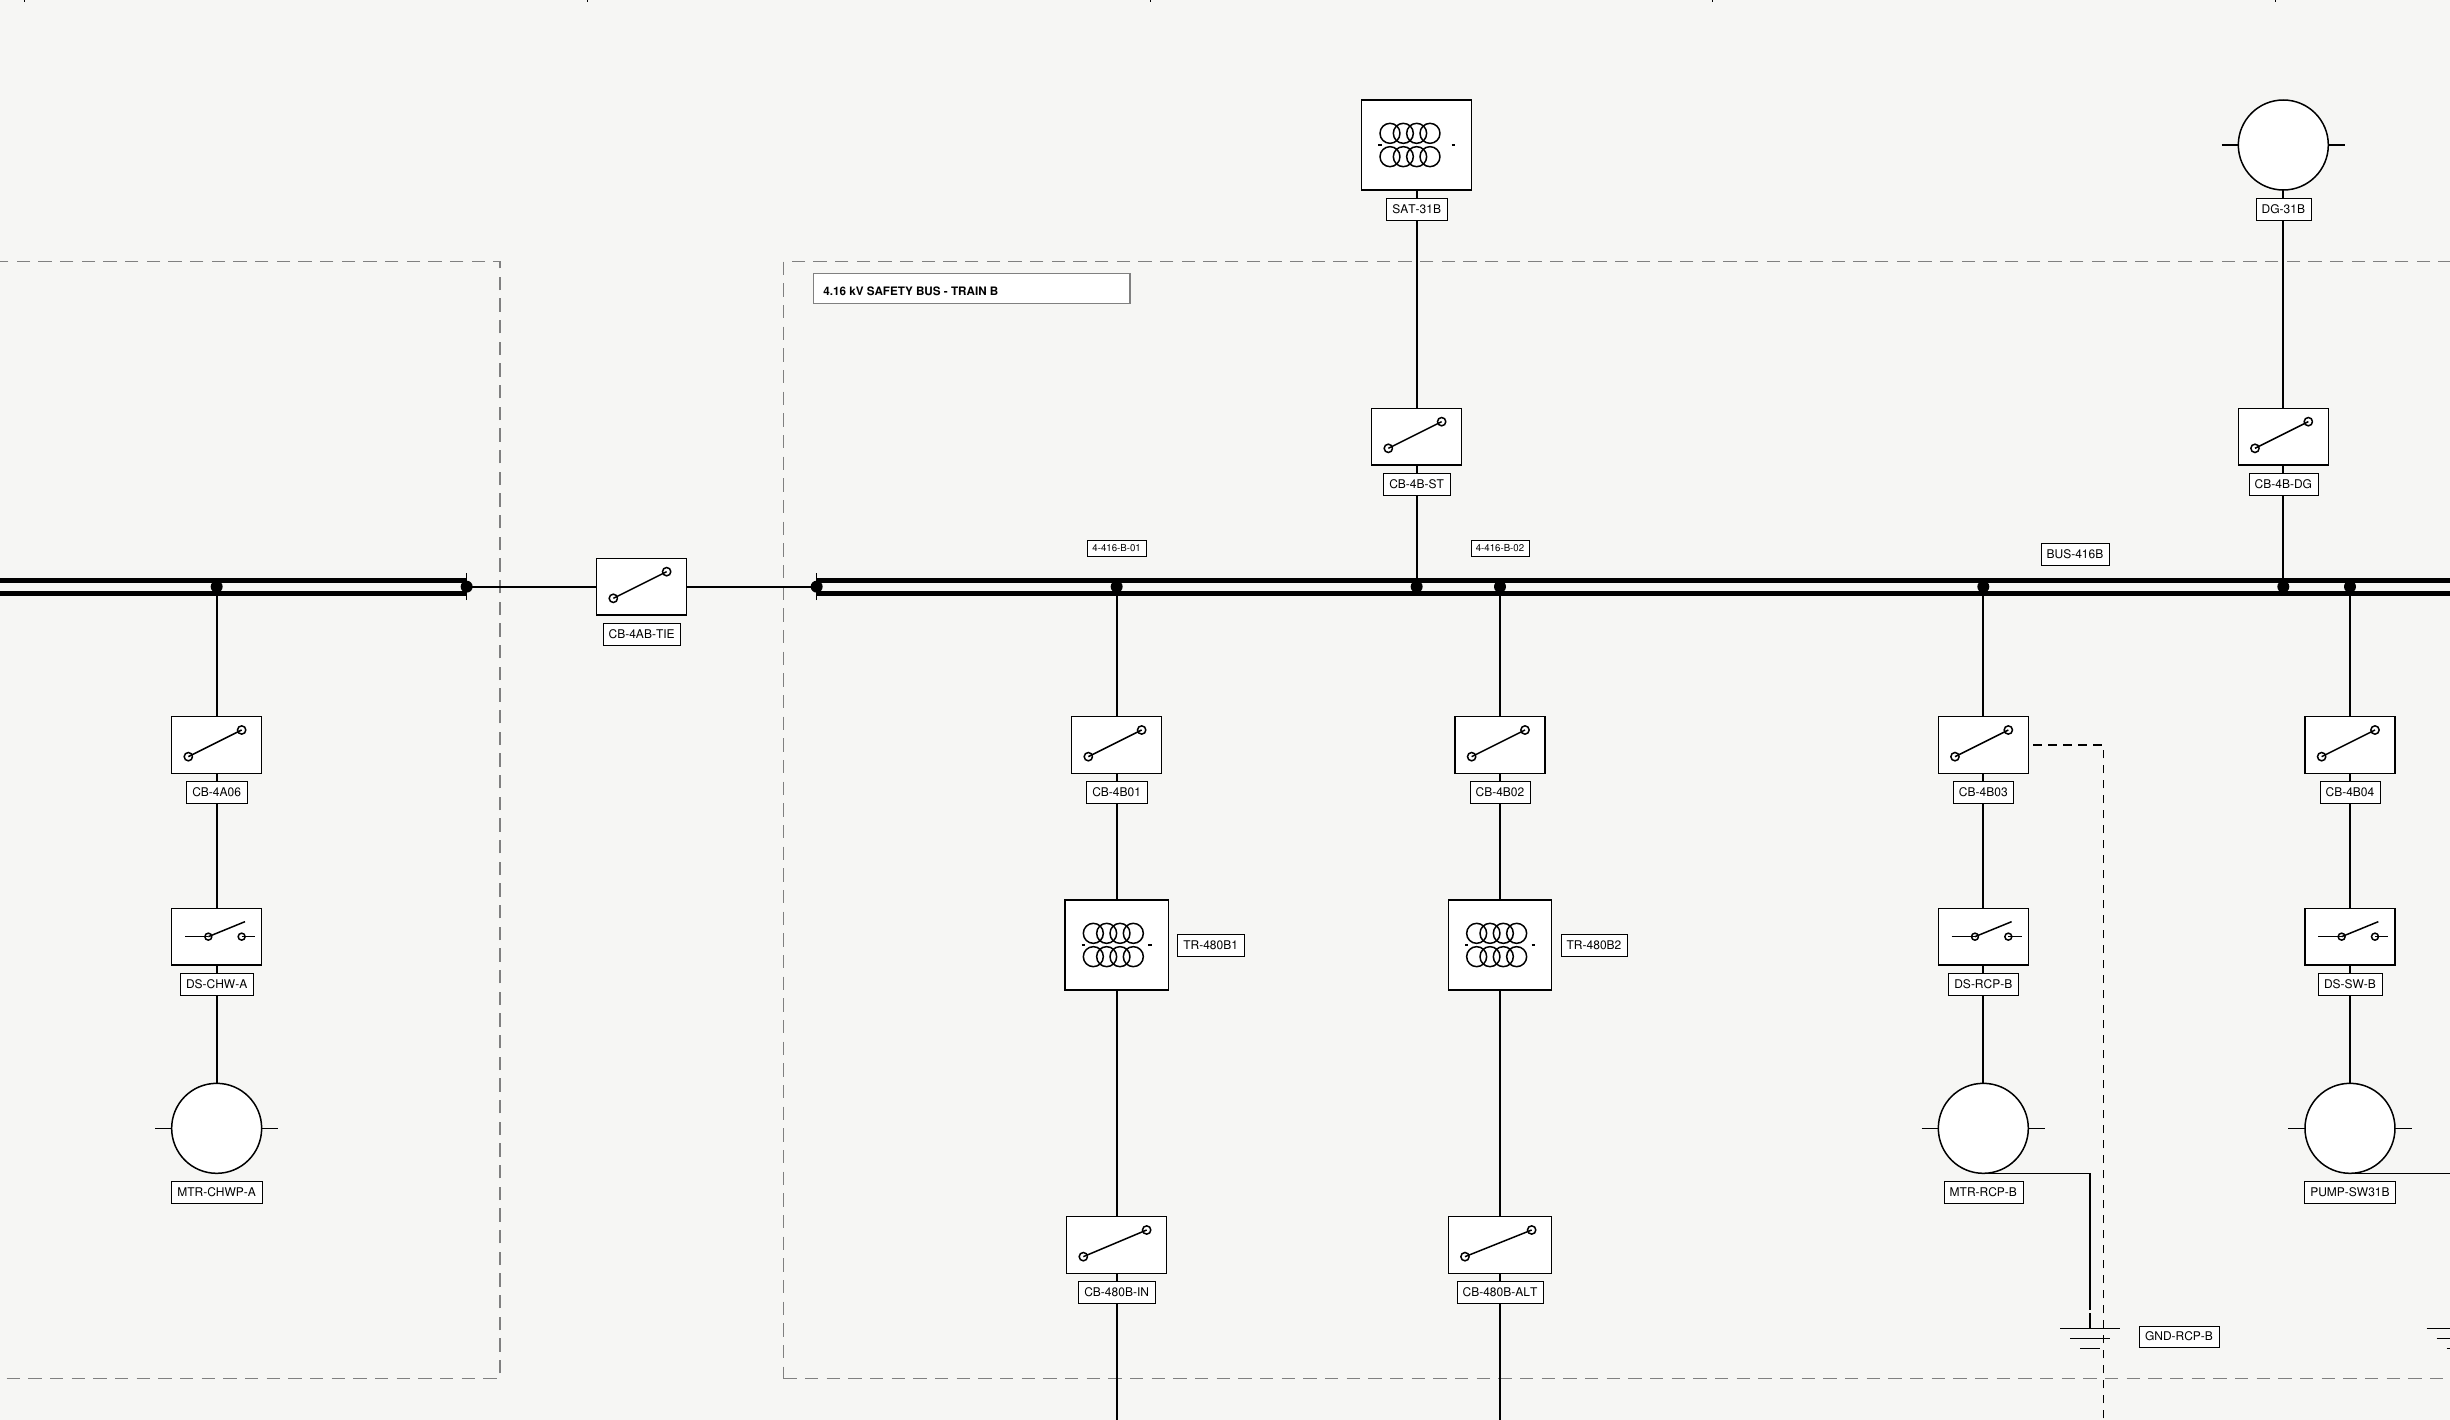 SAT-31B
DG-31B
4.16 kV SAFETY BUS - TRAIN B
CB-4B-ST
CB-4B-DG
4-416-B-01
4-416-B-02
BUS-416B
CB-4AB-TIE
CB-4A06
CB-4B01
CB-4B02
CB-4B03
CB-4B04
TR-480B1
TR-480B2
DS-CHW-A
DS-RCP-B
DS-SW-B
MTR-CHWP-A
MTR-RCP-B
PUMP-SW31B
CB-480B-IN
CB-480B-ALT
GND-RCP-B